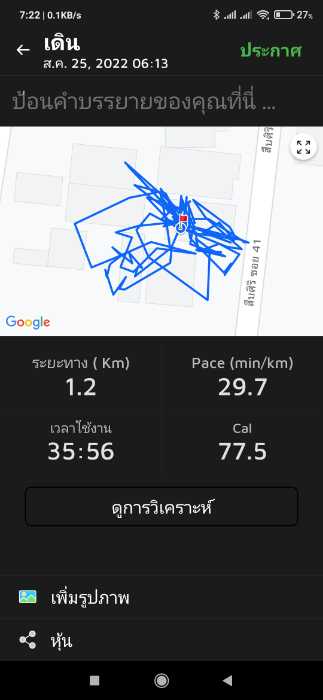 7:22 | 0.1KB/s
27%
เดิน
ส.ค. 25, 2022 06:13
ประกาศ
ป้อนคำบรรยายของคุณที่นี่ ...
สืบศิริ
สืบศิริ ซอย 41
Google
ระยะทาง ( Km)
Pace (min/km)
1.2
29.7
เวลาใช้งาน
Cal
35:56
77.5
ดูการวิเคราะห์
เพิ่มรูปภาพ
หุ้น